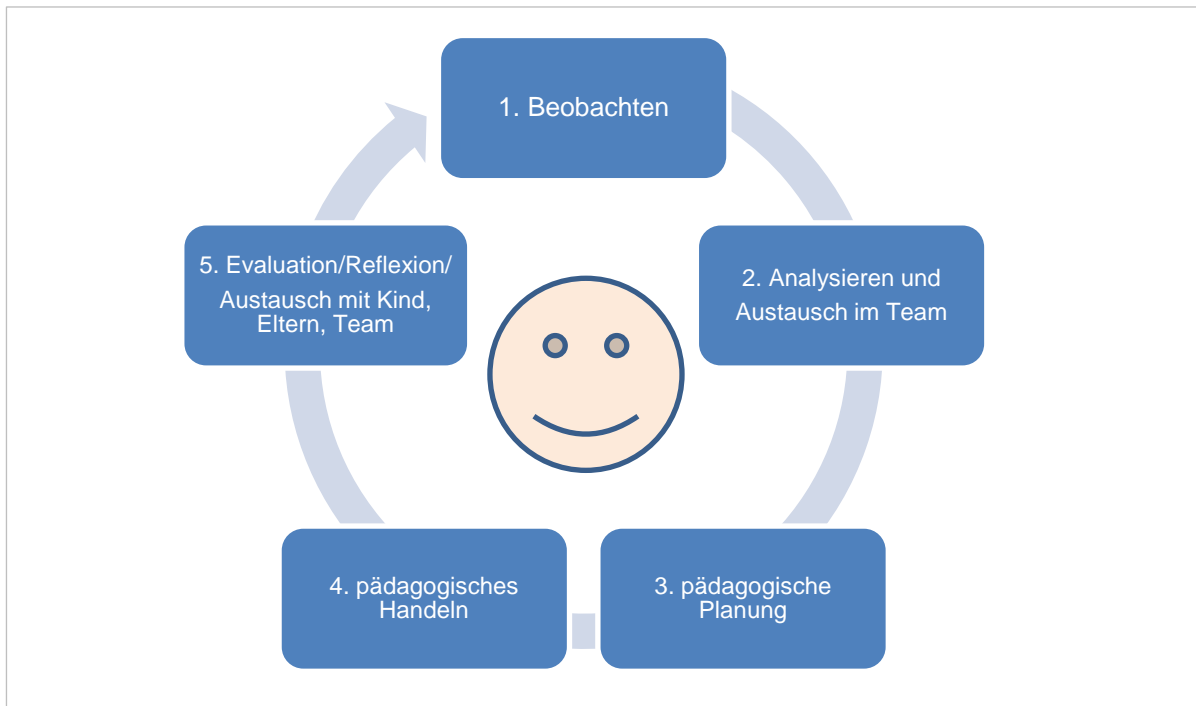 1. Beobachten
2. Analysieren und
Austausch im Team
3. pädagogische
Planung
4. pädagogisches
Handeln
5. Evaluation/Reflexion/
Austausch mit Kind,
Eltern, Team